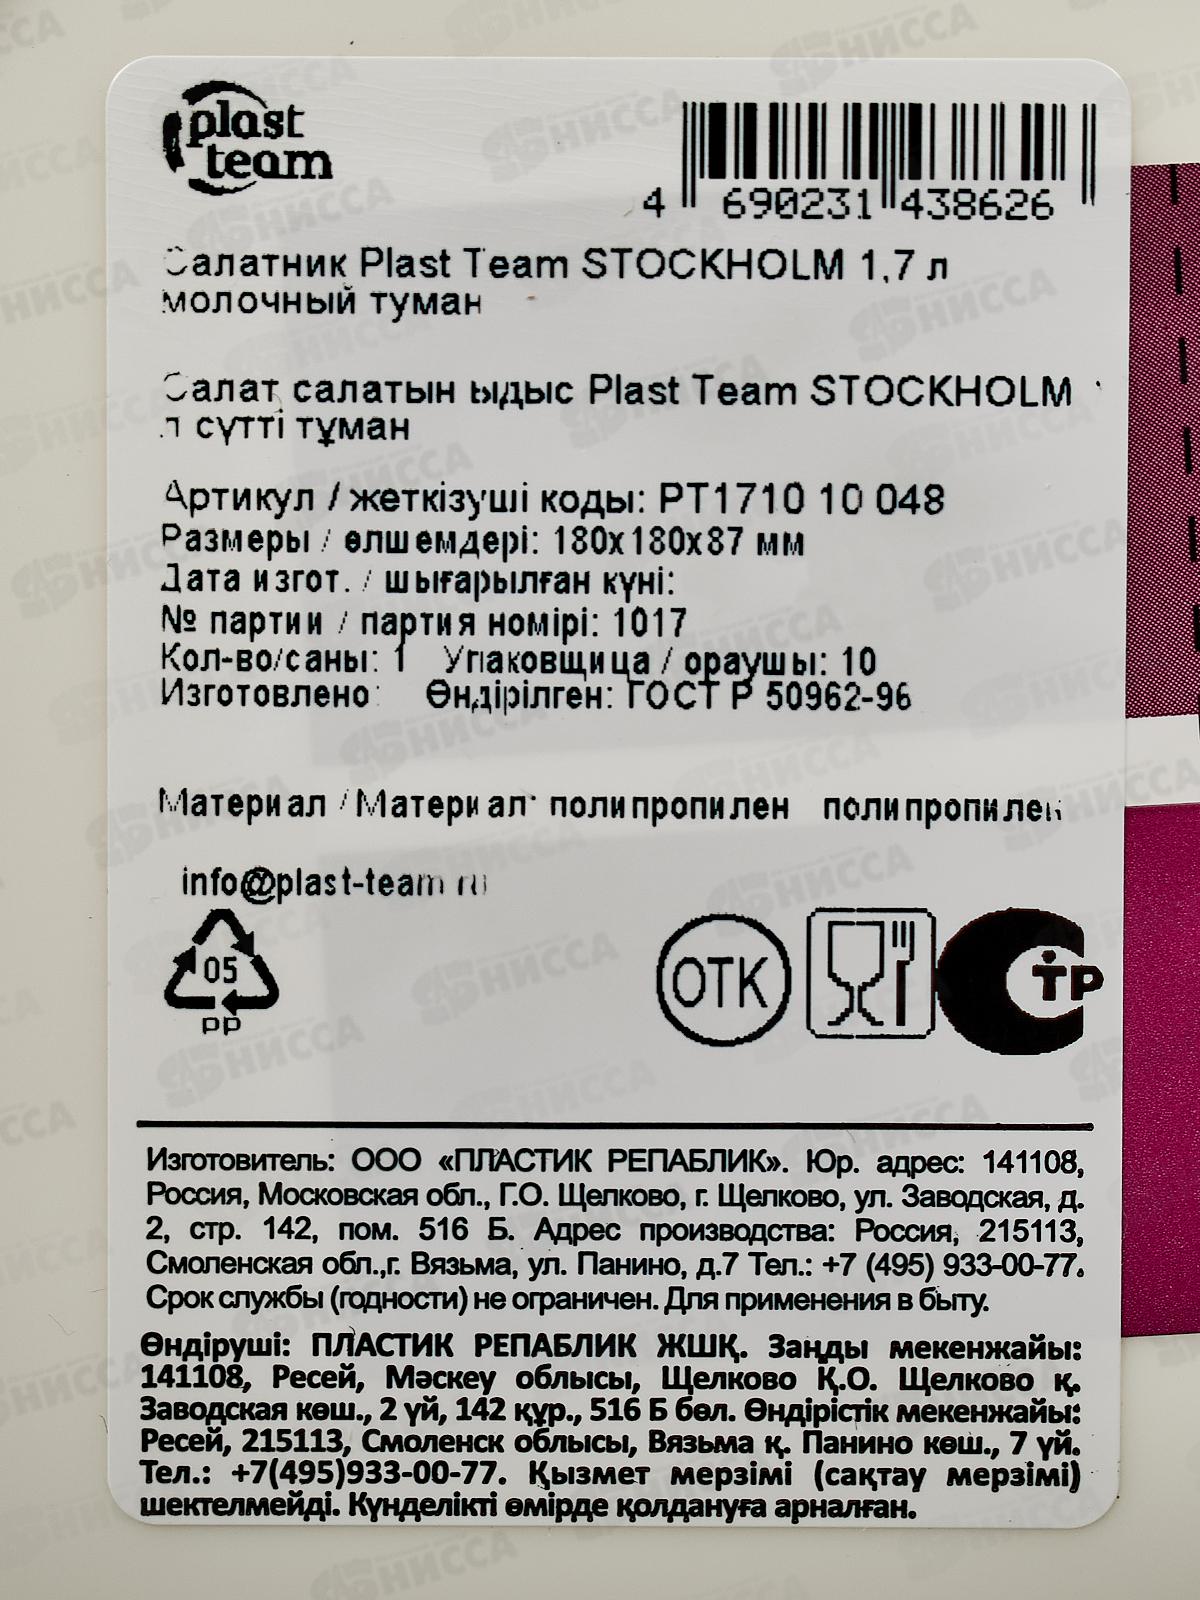 plast
team
4 690231 438626
Салатник Plast Team STOCKHOLM 1,7 л
молочный туман
Салат салатын ыдыс Plast Team STOCKHOLM
л сүтті тұман
Артикул / жеткізуші коды: PT1710 10 048
Размеры / өлшемдері: 180x180x87 мм
Дата изгот. / шығарылған күні:
№ партии / партия номірі: 1017
Кол-во/саны: 1 Упаковщица / ораушы: 10
Изготовлено: Өндірілген: ГОСТ Р 50962-96
Материал / Материал: полипропилен полипропилен
info@plast-team.ru
05
PP
ОТК
СТР
Изготовитель: ООО «ПЛАСТИК РЕПАБЛИК». Юр. адрес: 141108,
Россия, Московская обл., Г.О. Щелково, г. Щелково, ул. Заводская, д.
2, стр. 142, пом. 516 Б. Адрес производства: Россия, 215113,
Смоленская обл.,г. Вязьма, ул. Панино, д.7 Тел.: +7 (495) 933-00-77.
Срок службы (годности) не ограничен. Для применения в быту.
Өндіруші: ПЛАСТИК РЕПАБЛИК ЖШҚ. Заңды мекенжайы:
141108, Ресей, Мәскеу облысы, Щелково Қ.О. Щелково қ.
Заводская көш., 2 үй, 142 құр., 516 Б бөл. Өндірістік мекенжайы:
Ресей, 215113, Смоленск облысы, Вязьма қ. Панино көш., 7 үй.
Тел.: +7(495)933-00-77. Қызмет мерзімі (сақтау мерзімі)
шектелмейді. Күнделікті өмірде қолдануға арналған.